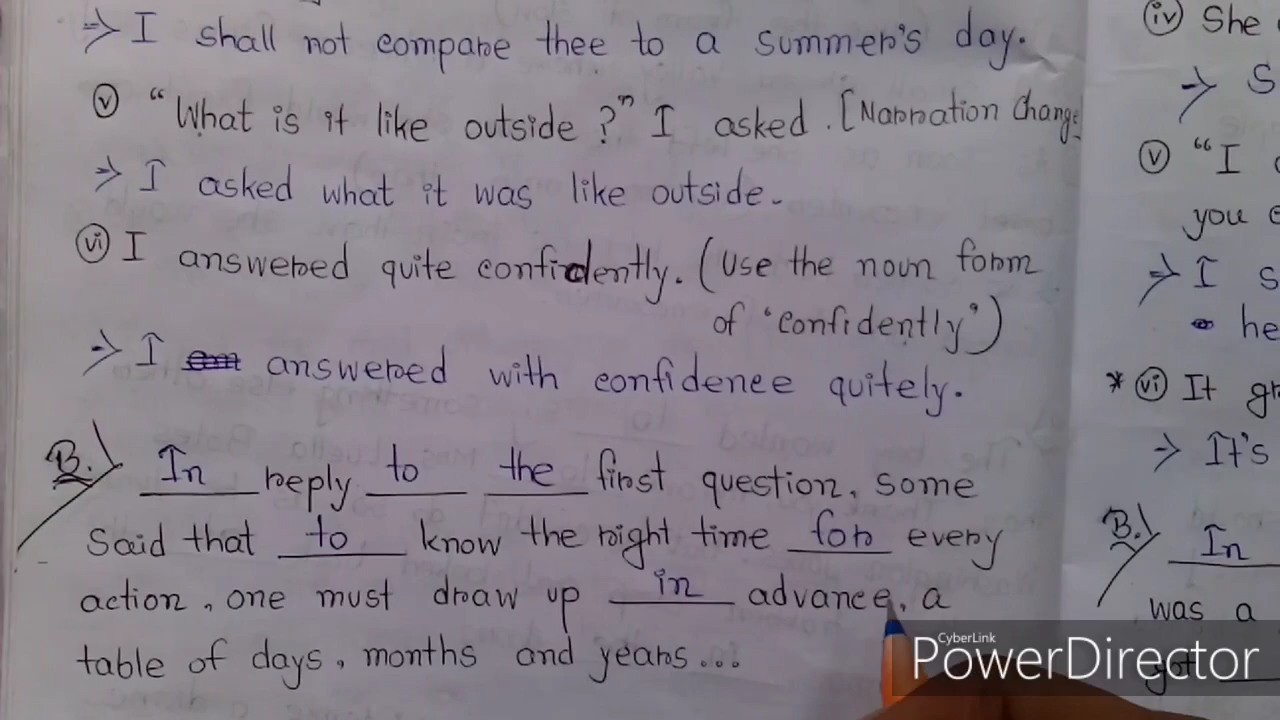 ⇒ I shall not compare thee to a summer's day.
ⓥ "What is it like outside?" I asked. [Narration Change]
⇒ I asked what it was like outside.
ⓥⓘ I answered quite confidently. (Use the noun form
of 'confidently')
⇒ I answered with confidence quitely.
B. In reply to the first question, some
said that to know the right time for every
action, one must draw up in advance, a
table of days, months and years...
ⓘⓥ She
⇒ S
ⓥ "I
you
⇒ I s
he
* ⓥⓘ It gr
⇒ It's
B. In
was a
got
CyberLink
PowerDirector